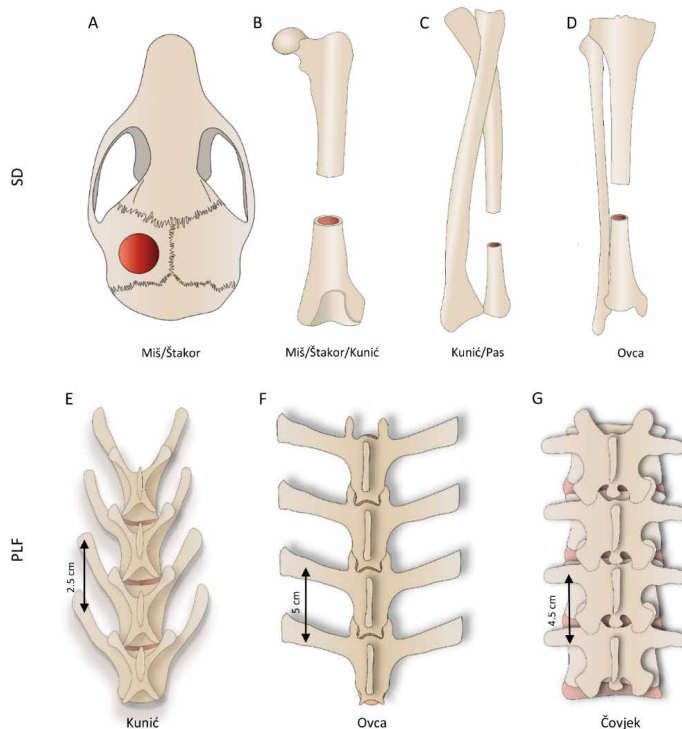 A
B
C
D
SD
Miš/Štakor
Miš/Štakor/Kunić
Kunić/Pas
Ovca
E
F
G
PLF
2.5 cm
5 cm
4.5 cm
Kunić
Ovca
Čovjek